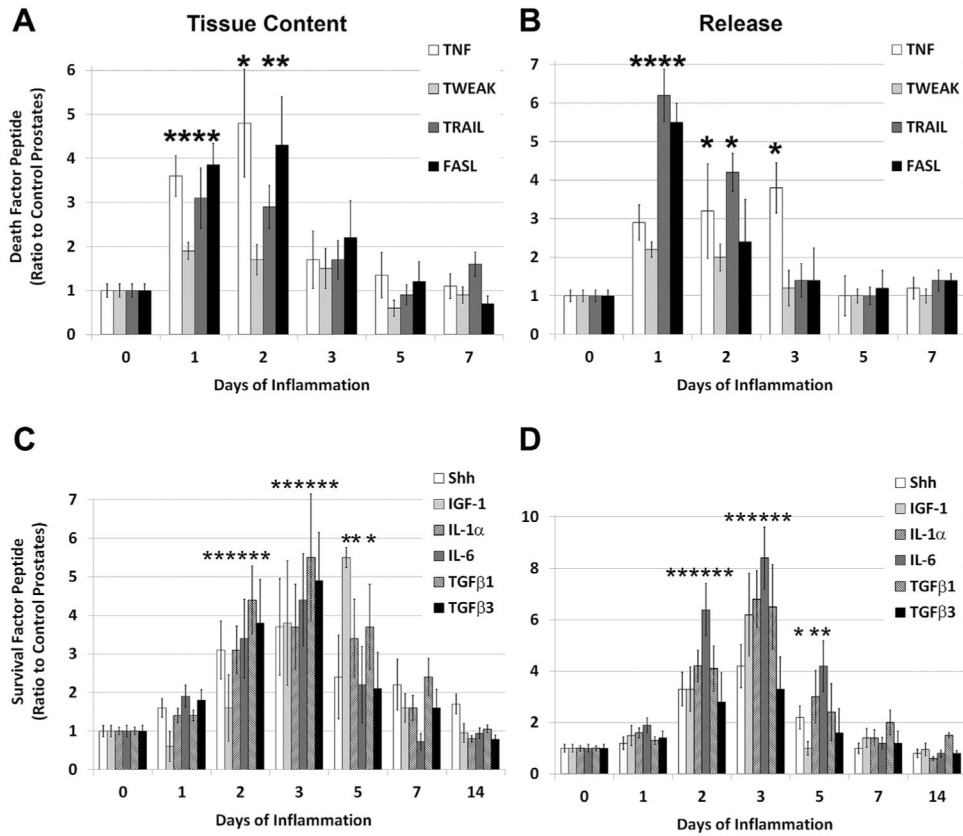 A
Tissue Content
Death Factor Peptide
(Ratio to Control Prostates)
6
5
4
3
2
1
0
****
* **
TNF
TWEAK
TRAIL
FASL
0 1 2 3 5 7
Days of Inflammation
B
Release
7
6
5
4
3
2
1
0
****
* *
*
TNF
TWEAK
TRAIL
FASL
0 1 2 3 5 7
Days of Inflammation
C
Survival Factor Peptide
(Ratio to Control Prostates)
7
6
5
4
3
2
1
0
******
******
** *
Shh
IGF-1
IL-1α
IL-6
TGFβ1
TGFβ3
0 1 2 3 5 7 14
Days of Inflammation
D
10
8
6
4
2
0
******
******
* **
Shh
IGF-1
IL-1α
IL-6
TGFβ1
TGFβ3
0 1 2 3 5 7 14
Days of Inflammation